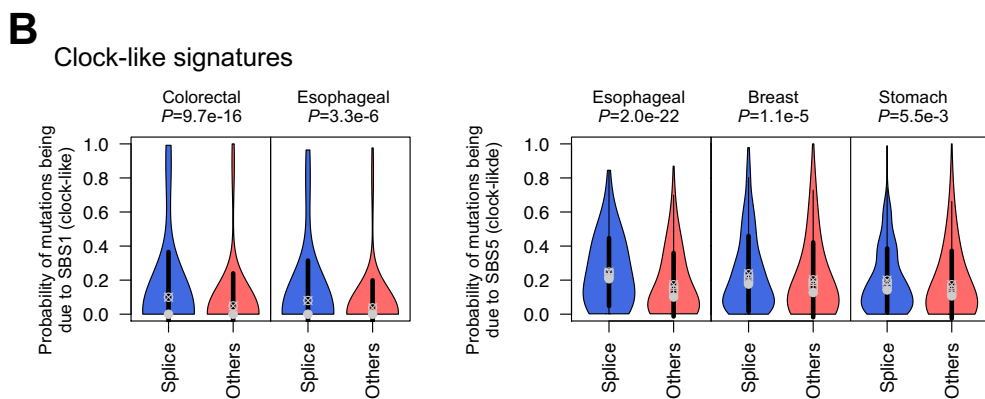 B
Clock-like signatures
Colorectal
P=9.7e-16
Esophageal
P=3.3e-6
Probability of mutations being
due to SBS1 (clock-like)
1.0
0.8
0.6
0.4
0.2
0.0
Splice
Others
Splice
Others
Esophageal
P=2.0e-22
Breast
P=1.1e-5
Stomach
P=5.5e-3
Probability of mutations being
due to SBS5 (clock-likde)
1.0
0.8
0.6
0.4
0.2
0.0
Splice
Others
Splice
Others
Splice
Others